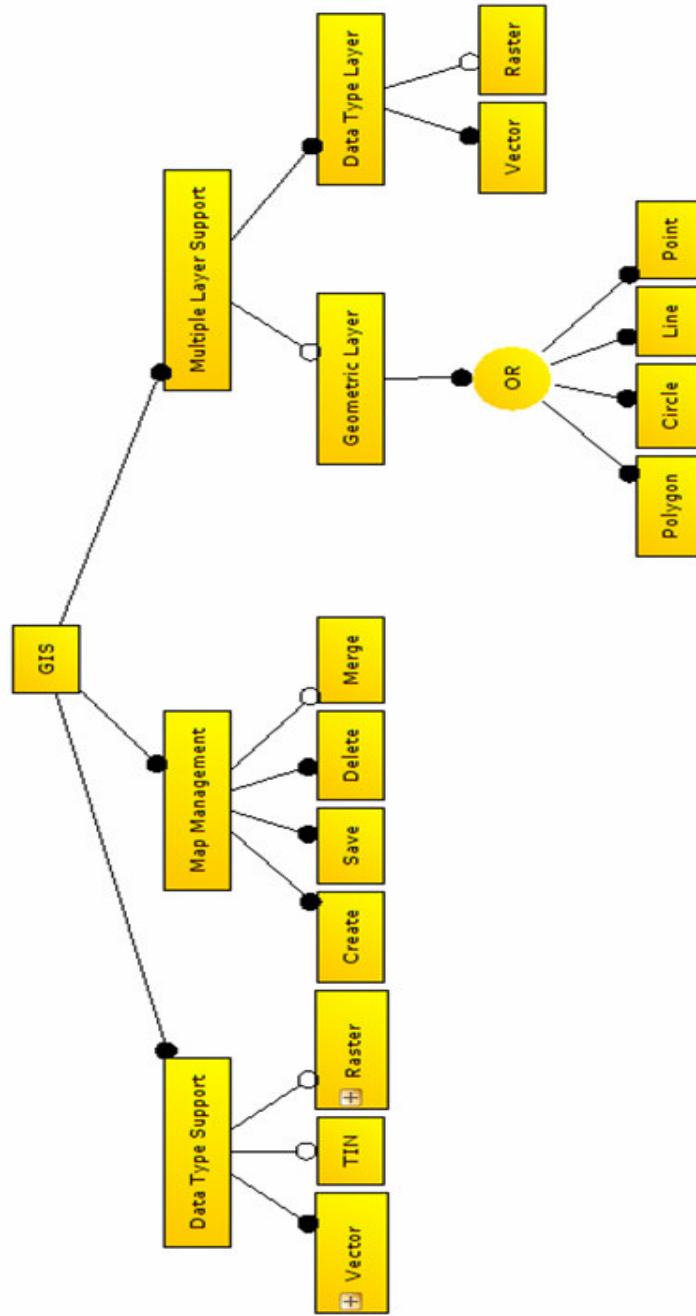 GIS
Data Type Support
Map Management
Multiple Layer Support
Vector
TIN
Raster
Create
Save
Delete
Merge
Geometric Layer
Data Type Layer
OR
Vector
Raster
Polygon
Circle
Line
Point